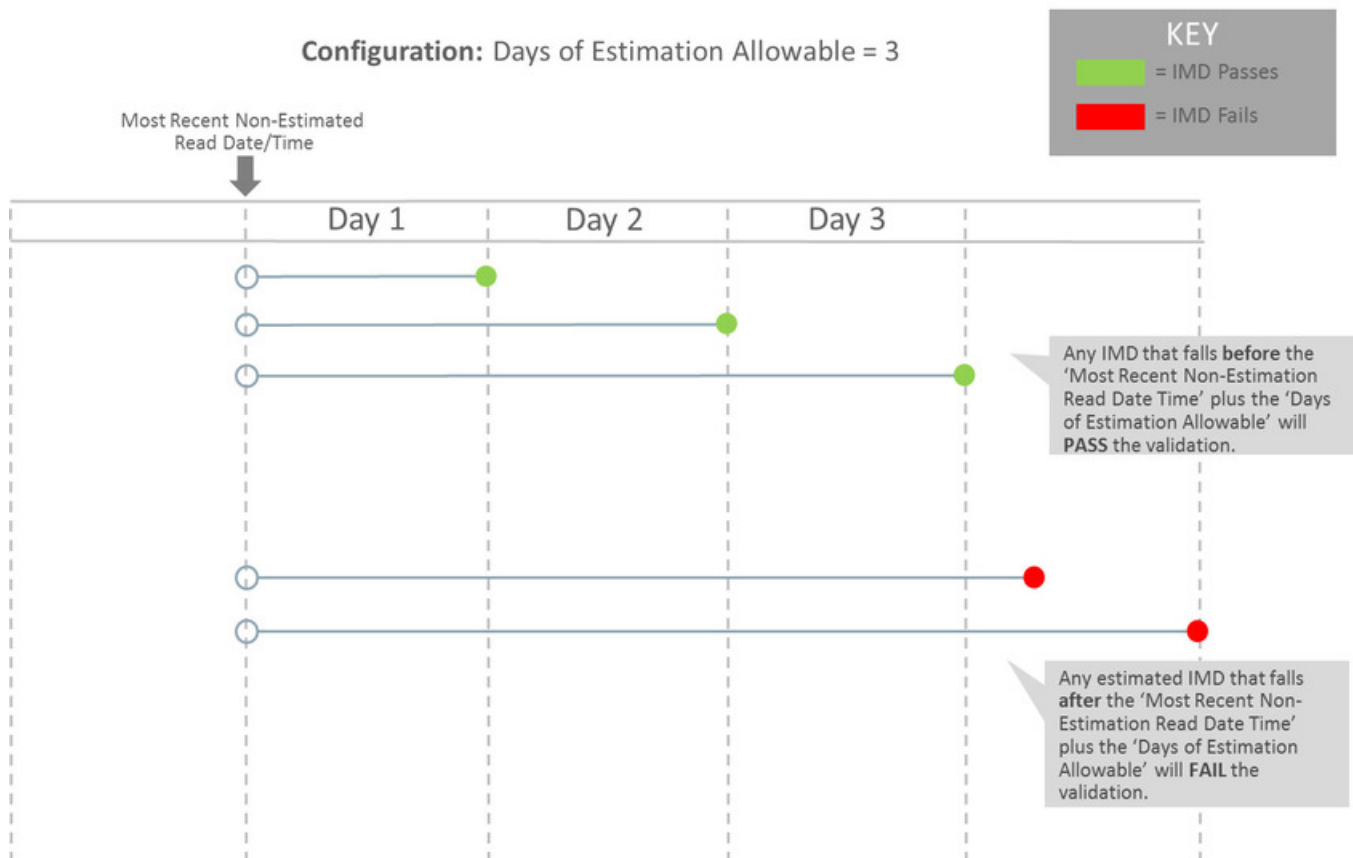 Configuration: Days of Estimation Allowable = 3
KEY
= IMD Passes
= IMD Fails
Most Recent Non-Estimated
Read Date/Time
Day 1
Day 2
Day 3
Any IMD that falls before the
‘Most Recent Non-Estimation
Read Date Time’ plus the ‘Days
of Estimation Allowable’ will
PASS the validation.
Any estimated IMD that falls
after the ‘Most Recent Non-
Estimation Read Date Time’
plus the ‘Days of Estimation
Allowable’ will FAIL the
validation.